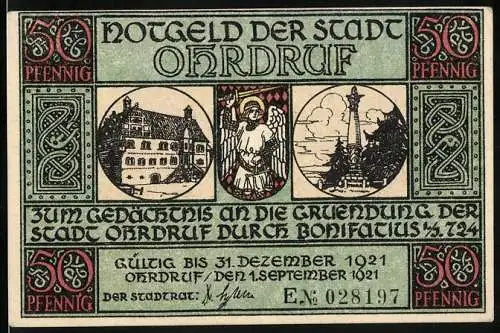 50 NOTGELD DER STADT 50
PFENNIG OHRDRUF PFENNIG
ZUM GEDÄCHTNIS AN DIE GRUENDUNG DER
STADT OHRDRUF DURCH BONIFATIUS 724
50 GÜLTIG BIS 31. DEZEMBER 1921 50
OHRDRUF / DEN 1. SEPTEMBER 1921
PFENNIG DER STADTRAT: E.№ 028197 PFENNIG